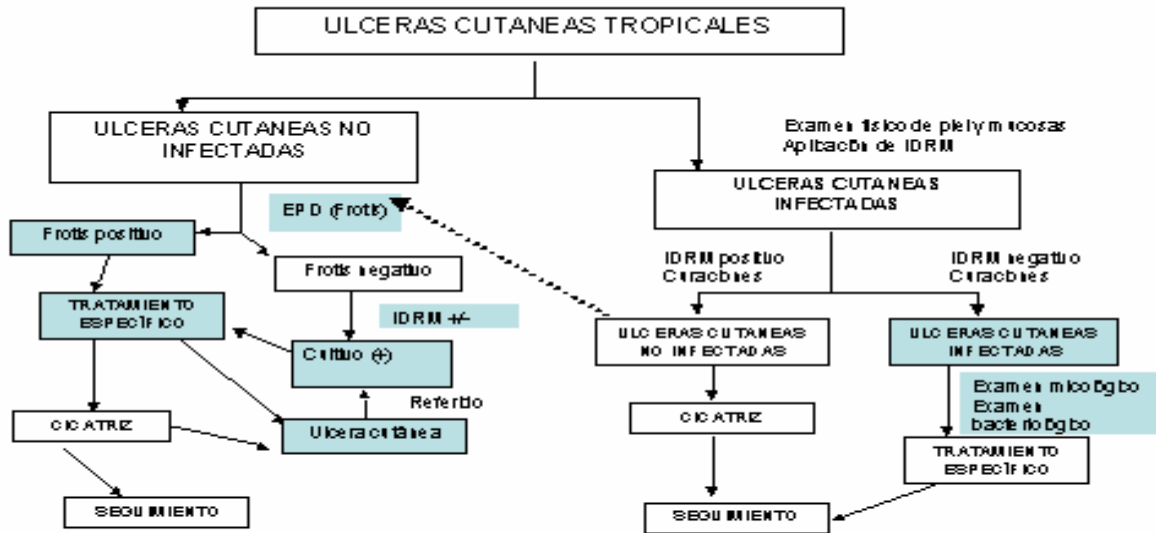 ULCERAS CUTANEAS TROPICALES
ULCERAS CUTANEAS NO
INFECTADAS
Examen físico de piel y mucosas
Aplicación de IDRM
ULCERAS CUTANEAS
INFECTADAS
EPD (Frotis)
Frotis positivo
Frotis negativo
IDRM positivo
Curaciones
IDRM negativo
Curaciones
TRATAMIENTO
ESPECÍFICO
IDRM +/-
Cultivo (+)
ULCERAS CUTANEAS
NO INFECTADAS
ULCERAS CUTANEAS
INFECTADAS
Examen micológico
Examen
bacteriológico
Referido
CICATRIZ
Ulcera cutánea
CICATRIZ
TRATAMIENTO
ESPECÍFICO
SEGUIMIENTO
SEGUIMIENTO